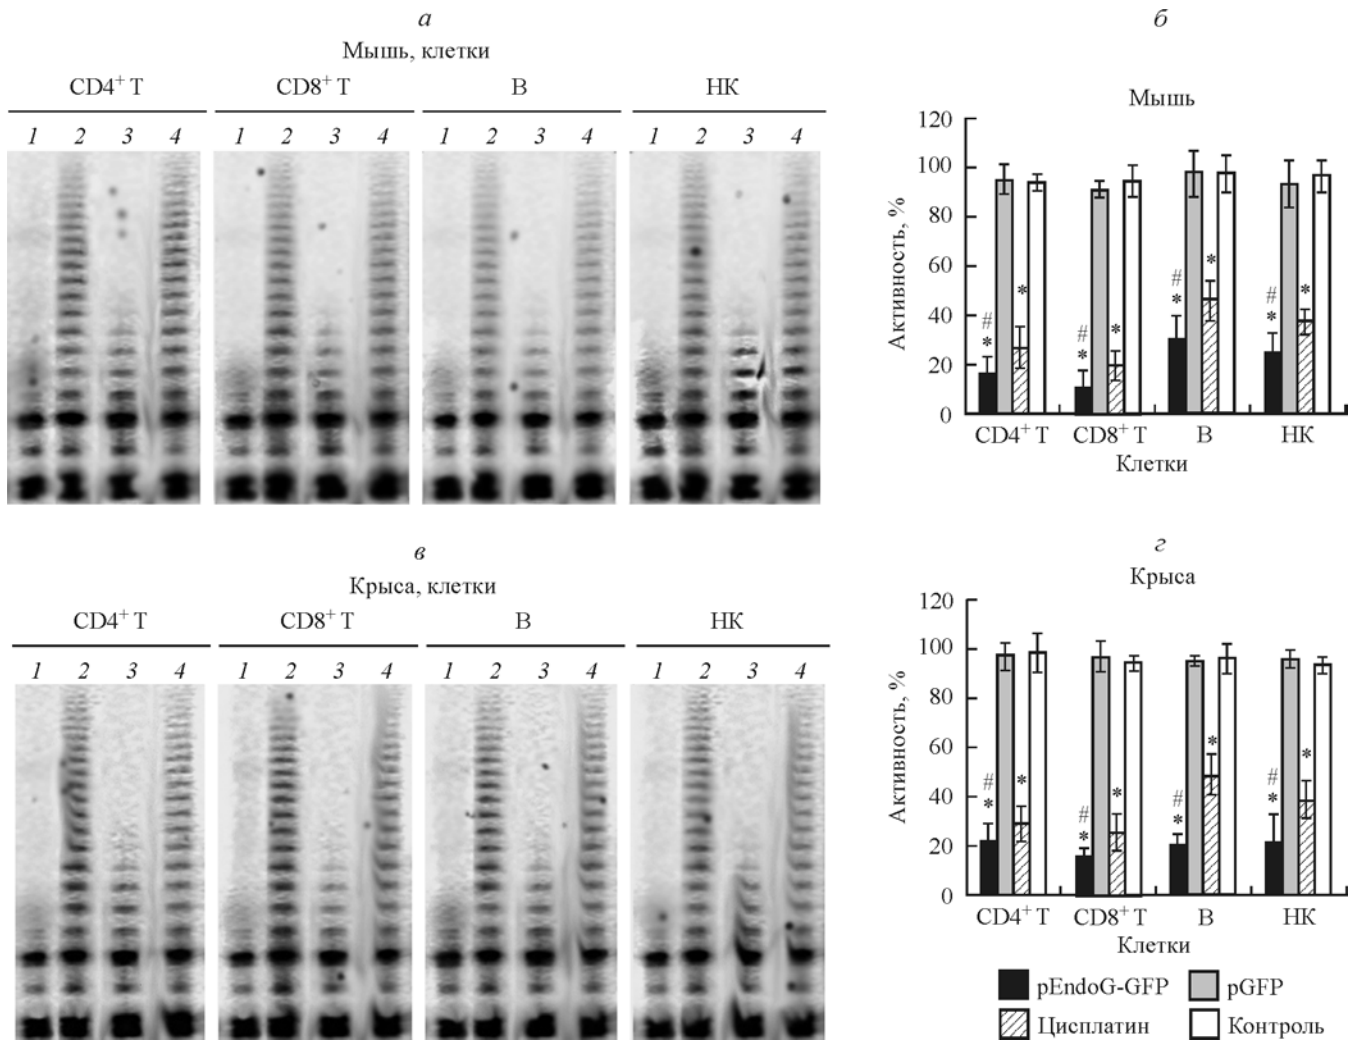 а
Мышь, клетки
CD4⁺ T CD8⁺ T В НК
1 2 3 4 1 2 3 4 1 2 3 4 1 2 3 4
б
Мышь
Активность, %
120
100
80
60
40
20
0
# * * # * * # * * # * *
CD4⁺ T CD8⁺ T В НК
Клетки
в
Крыса, клетки
CD4⁺ T CD8⁺ T В НК
1 2 3 4 1 2 3 4 1 2 3 4 1 2 3 4
г
Крыса
Активность, %
120
100
80
60
40
20
0
# * * # * * # * * # * *
CD4⁺ T CD8⁺ T В НК
Клетки
pEndoG-GFP pGFP
Цисплатин Контроль